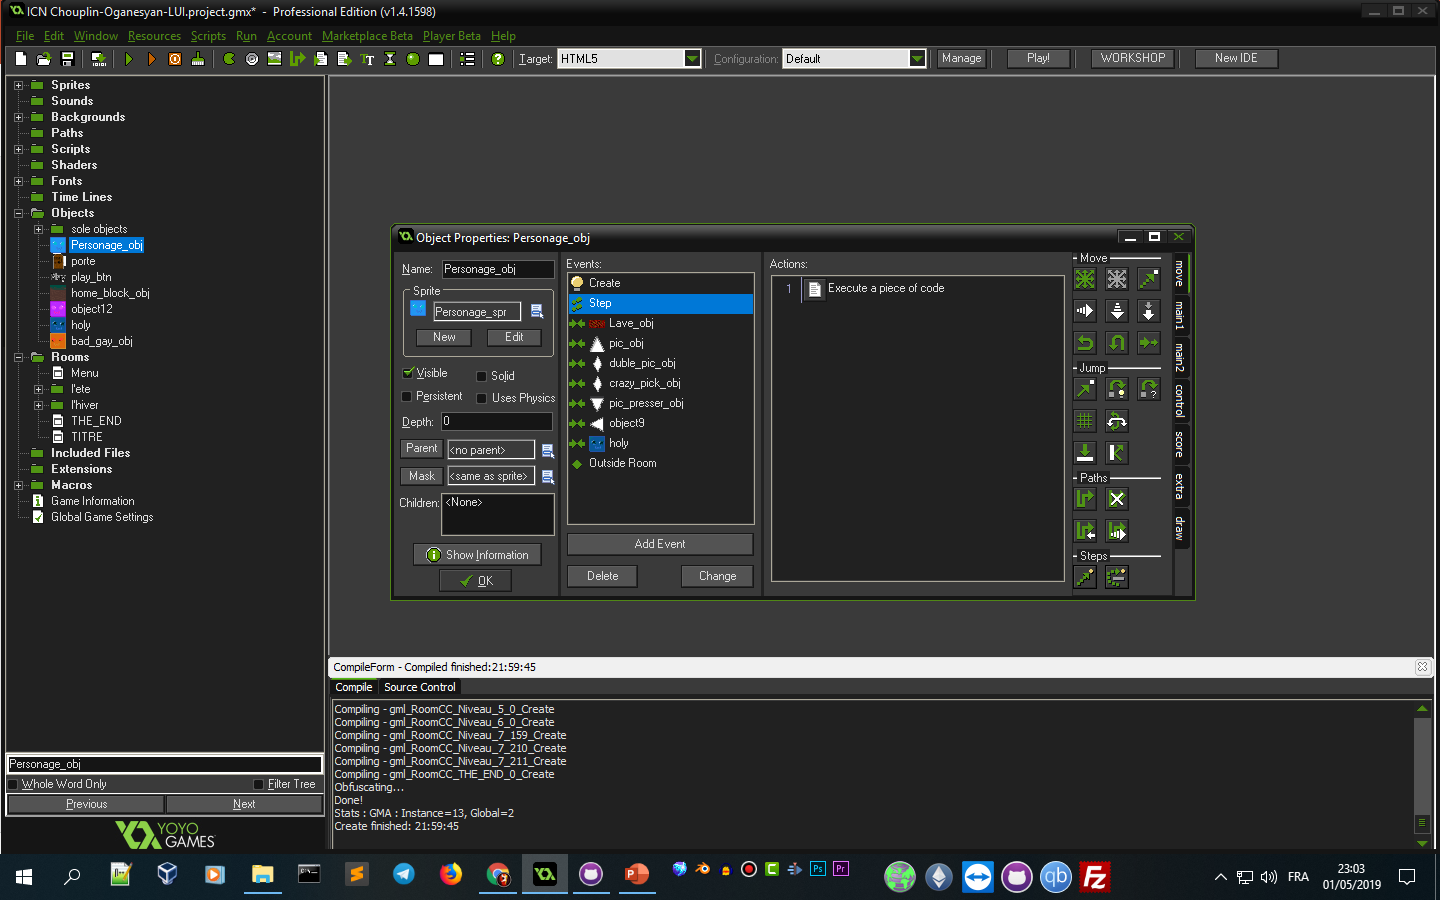 ICN Chouplin-Oganesyan-LUI.project.gmx* - Professional Edition (v1.4.1598)
File Edit Window Resources Scripts Run Account Marketplace Beta Player Beta Help
Target: HTML5 Configuration: Default Manage Play! WORKSHOP New IDE
Sprites
Sounds
Backgrounds
Paths
Scripts
Shaders
Fonts
Time Lines
Objects
sole objects
Personage_obj
porte
play_btn
home_block_obj
object12
holy
bad_gay_obj
Rooms
Menu
l'ete
l'hiver
THE_END
TITRE
Included Files
Extensions
Macros
Game Information
Global Game Settings
Personage_obj
Whole Word Only Filter Tree
Previous Next
YOYO
GAMES
Object Properties: Personage_obj
Name: Personage_obj
Sprite
Personage_spr
New Edit
Visible Solid
Persistent Uses Physics
Depth: 0
Parent <no parent>
Mask <same as sprite>
Children: <None>
Show Information
OK
Events:
Create
Step
Lave_obj
pic_obj
duble_pic_obj
crazy_pick_obj
pic_presser_obj
object9
holy
Outside Room
Add Event
Delete Change
Actions:
1 Execute a piece of code
Move
Jump
Paths
Steps
move
main1
main2
control
score
extra
draw
CompileForm - Compiled finished:21:59:45
Compile Source Control
Compiling - gml_RoomCC_Niveau_5_0_Create
Compiling - gml_RoomCC_Niveau_6_0_Create
Compiling - gml_RoomCC_Niveau_7_159_Create
Compiling - gml_RoomCC_Niveau_7_210_Create
Compiling - gml_RoomCC_Niveau_7_211_Create
Compiling - gml_RoomCC_THE_END_0_Create
Obfuscating...
Done!
Stats : GMA : Instance=13, Global=2
Create finished: 21:59:45
Ps Pr qb Fz FRA 23:03
01/05/2019